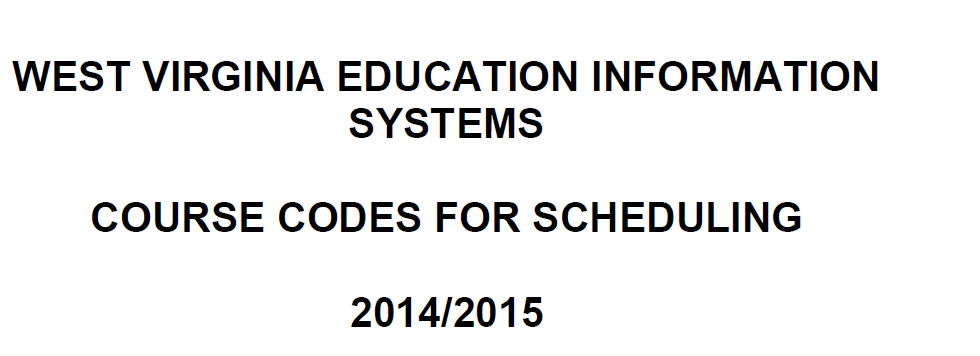 WEST VIRGINIA EDUCATION INFORMATION
SYSTEMS
COURSE CODES FOR SCHEDULING
2014/2015